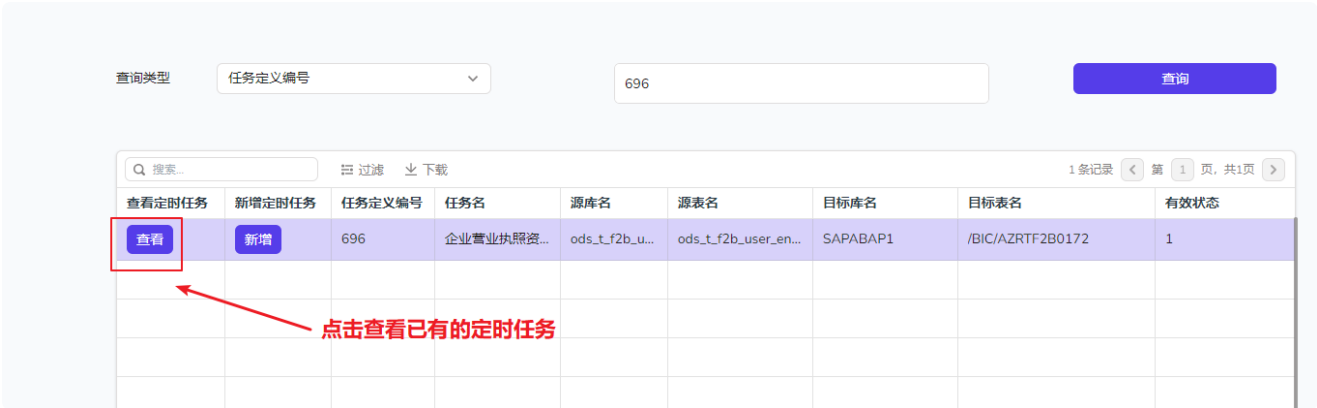 查询类型 任务定义编号 696 查询
搜索... 过滤 下载 1 条记录 第 1 页, 共1页
查看定时任务 新增定时任务 任务定义编号 任务名 源库名 源表名 目标库名 目标表名 有效状态
查看 新增 696 企业营业执照资... ods_t_f2b_u... ods_t_f2b_user_en... SAPABAP1 /BIC/AZRTF2B0172 1
点击查看已有的定时任务